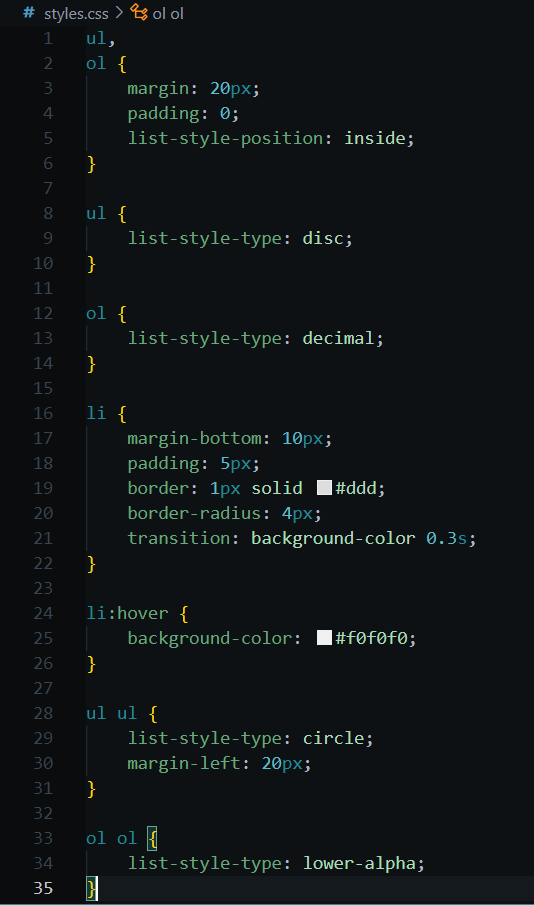 # styles.css > ol ol
1 ul,
2 ol {
3     margin: 20px;
4     padding: 0;
5     list-style-position: inside;
6 }
7
8 ul {
9     list-style-type: disc;
10 }
11
12 ol {
13     list-style-type: decimal;
14 }
15
16 li {
17     margin-bottom: 10px;
18     padding: 5px;
19     border: 1px solid #ddd;
20     border-radius: 4px;
21     transition: background-color 0.3s;
22 }
23
24 li:hover {
25     background-color: #f0f0f0;
26 }
27
28 ul ul {
29     list-style-type: circle;
30     margin-left: 20px;
31 }
32
33 ol ol {
34     list-style-type: lower-alpha;
35 }